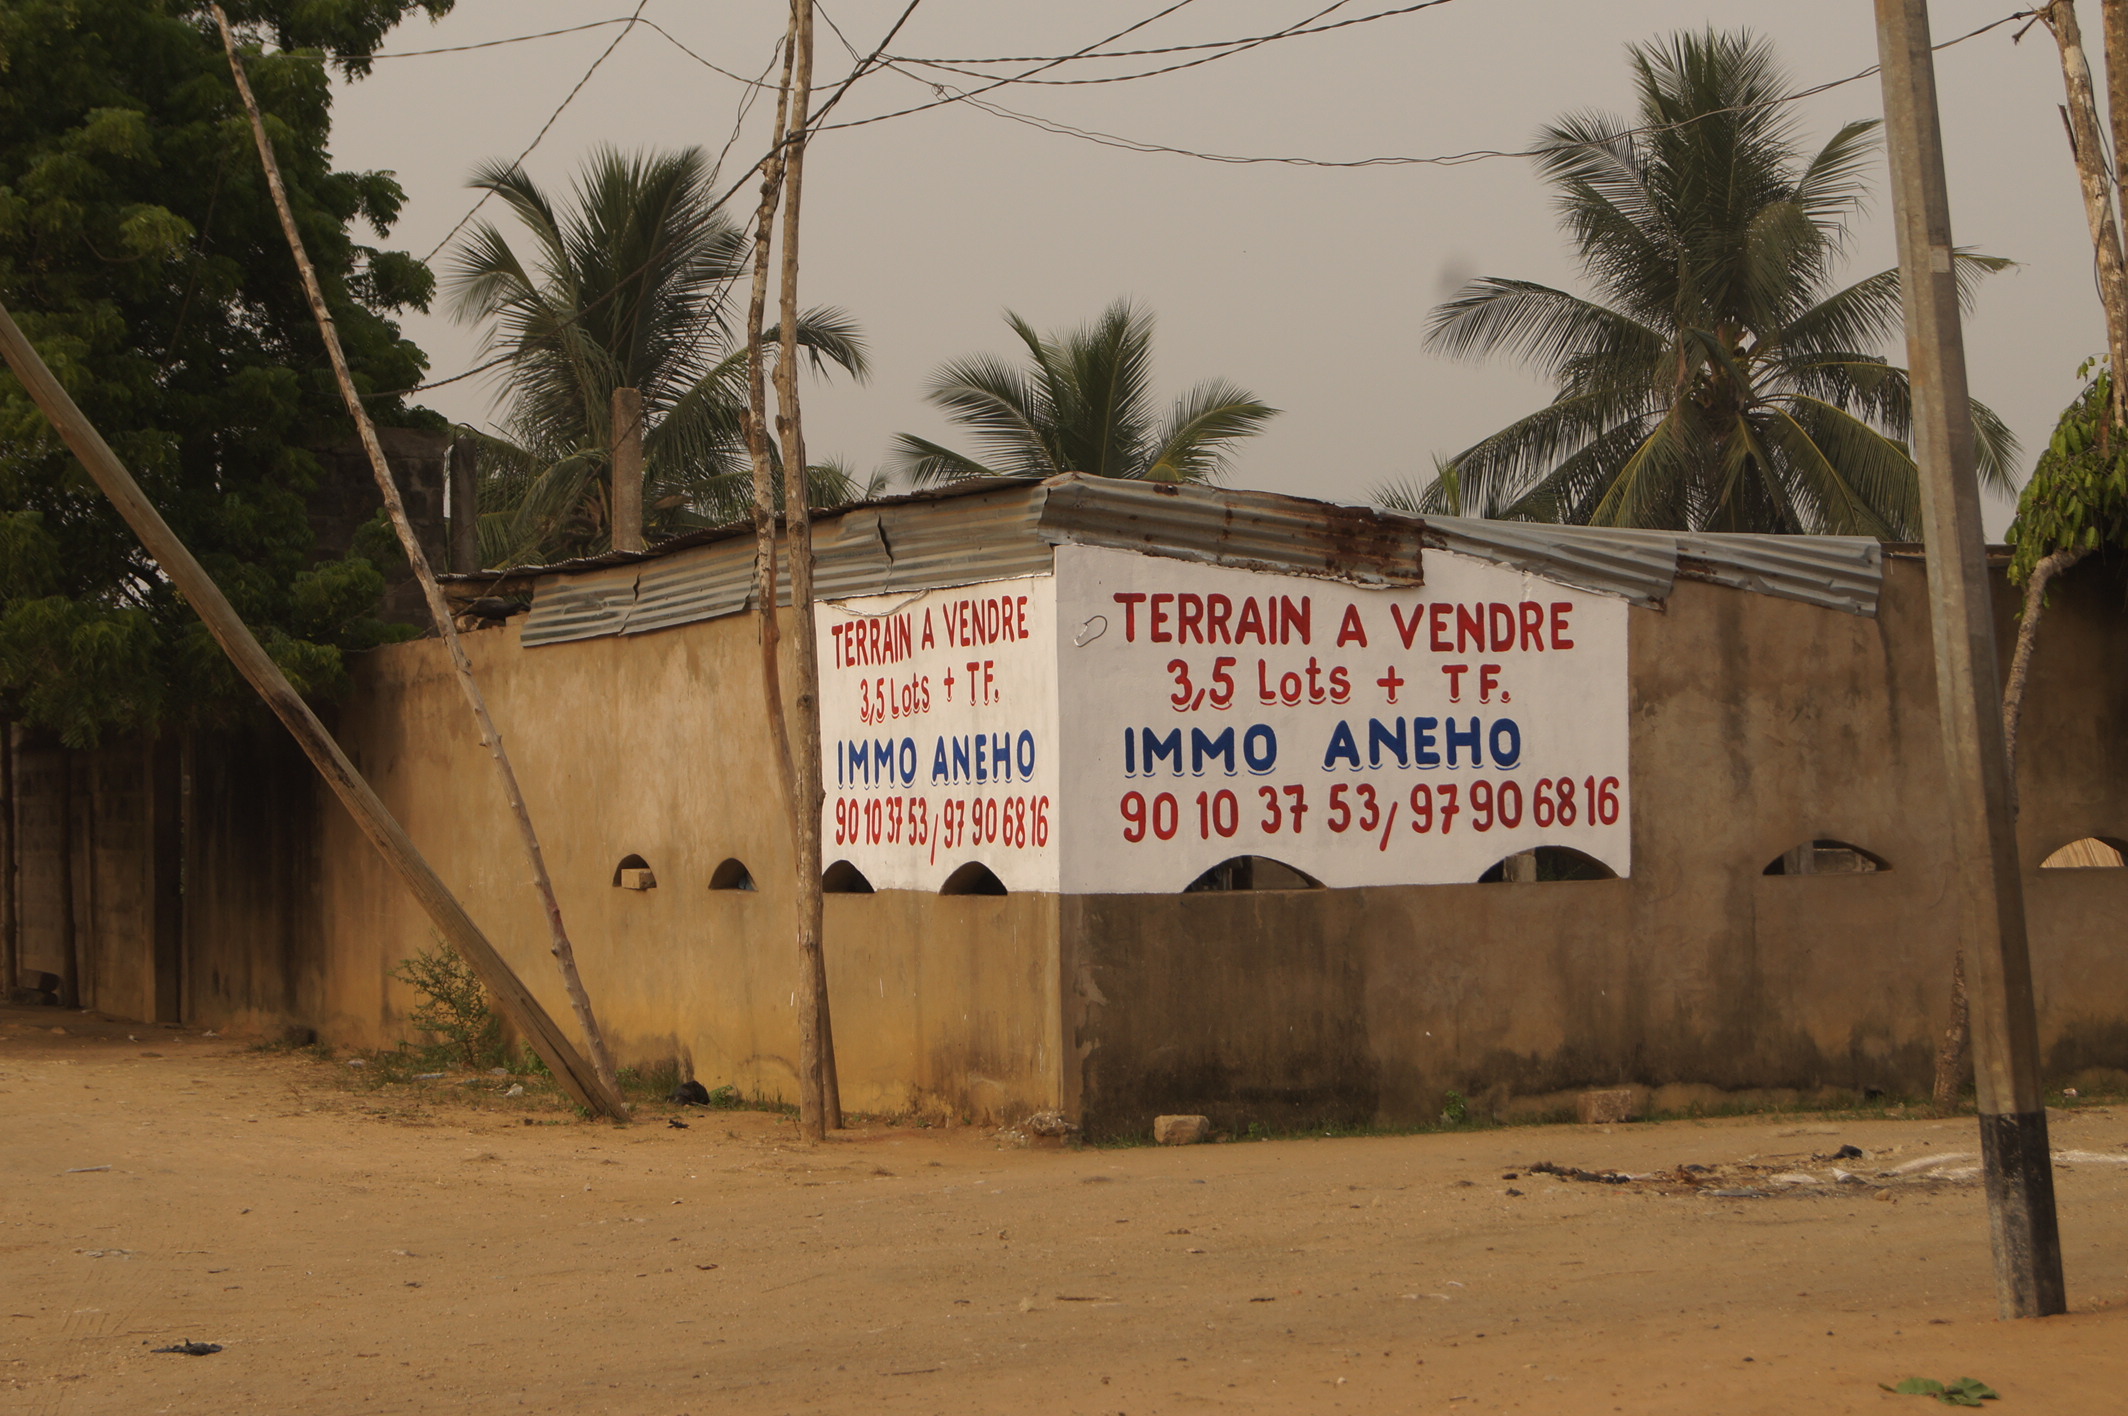 TERRAIN A VENDRE
3,5 Lots + TF.
IMMO ANEHO
90 10 37 53 / 97 90 68 16
TERRAIN A VENDRE
3,5 Lots + TF.
IMMO ANEHO
90 10 37 53 / 97 90 68 16